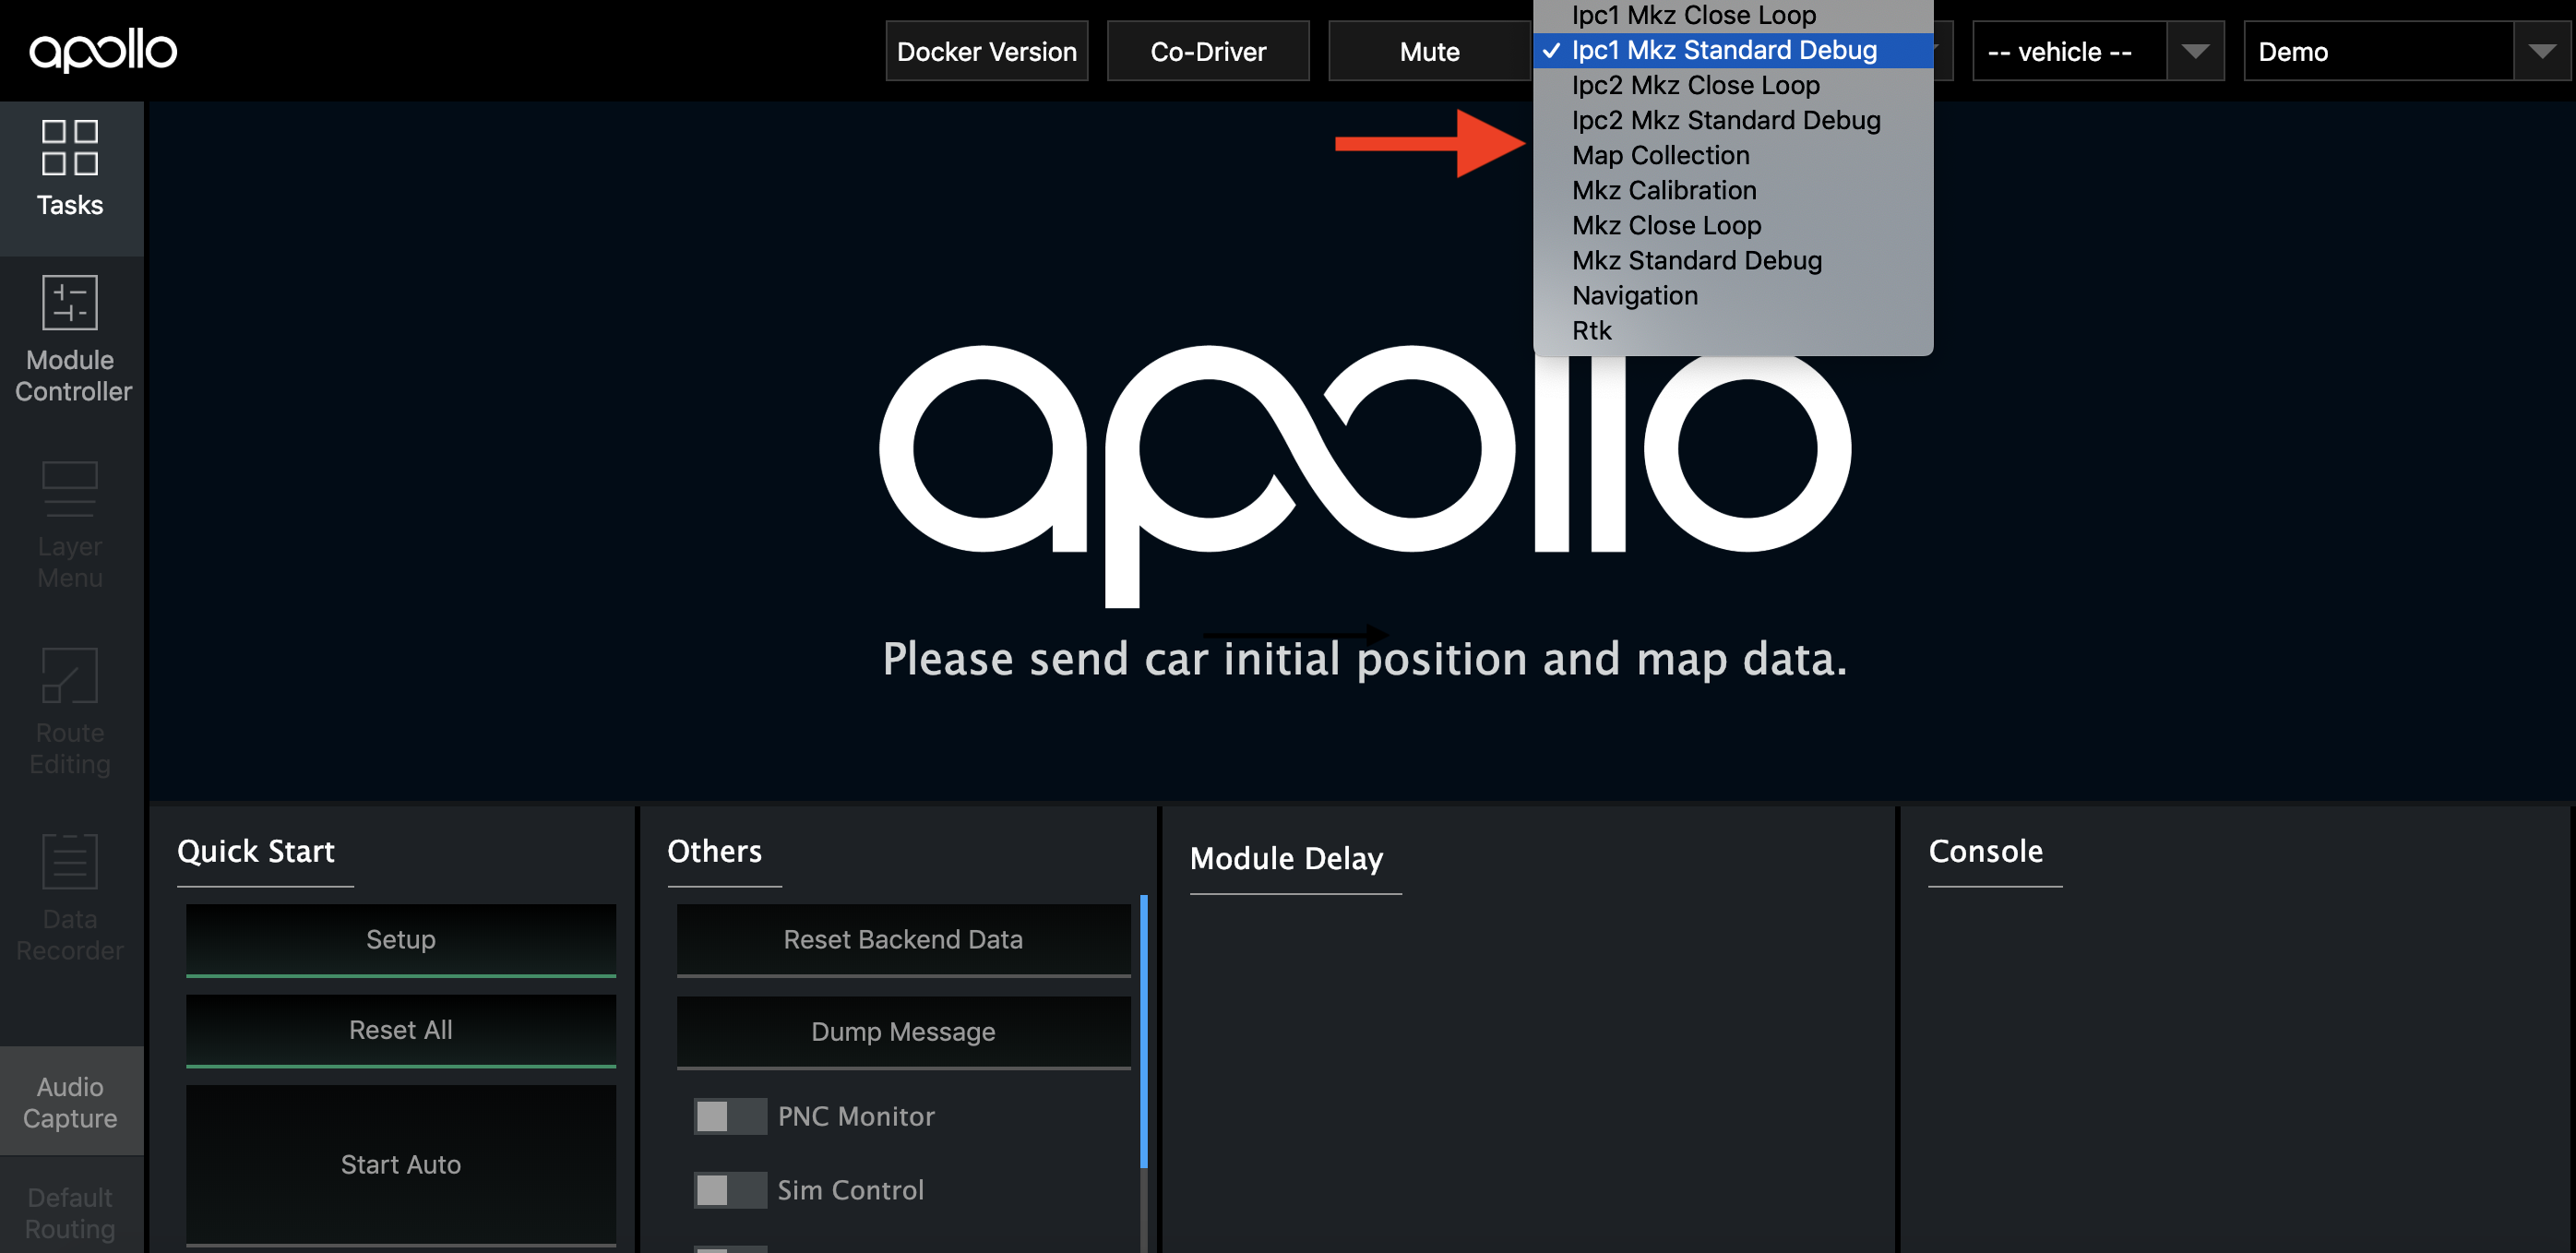 apollo
Docker Version
Co-Driver
Mute
Ipc1 Mkz Close Loop
✓ Ipc1 Mkz Standard Debug
Ipc2 Mkz Close Loop
Ipc2 Mkz Standard Debug
Map Collection
Mkz Calibration
Mkz Close Loop
Mkz Standard Debug
Navigation
Rtk
-- vehicle --
Demo
Tasks
Module
Controller
Layer
Menu
Route
Editing
Data
Recorder
Audio
Capture
Default
Routing
apollo
Please send car initial position and map data.
Quick Start
Setup
Reset All
Start Auto
Others
Reset Backend Data
Dump Message
PNC Monitor
Sim Control
Module Delay
Console